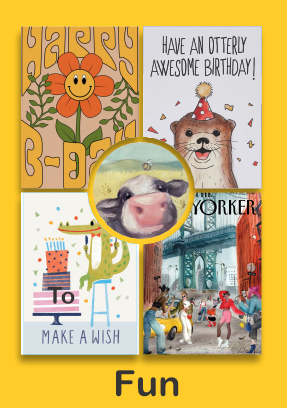 HAPPY
B-DAY
HAVE AN OTTERLY
AWESOME BIRTHDAY!
To
MAKE A WISH
YORKER
Fun